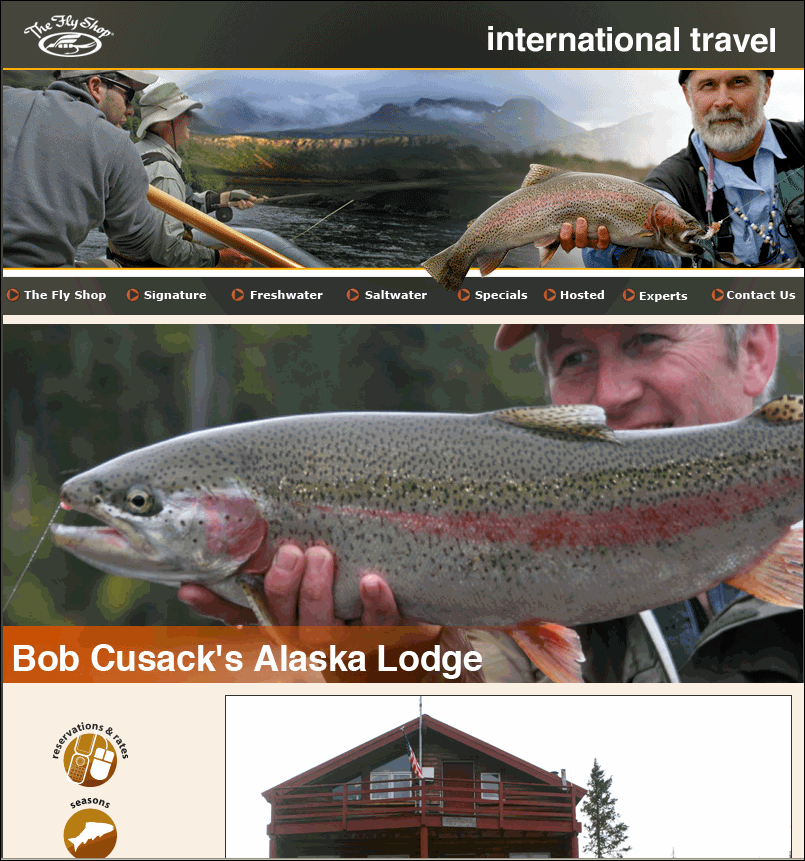 The Fly Shop
international travel
The Fly Shop Signature Freshwater Saltwater Specials Hosted Experts Contact Us
Bob Cusack's Alaska Lodge
reservations & rates
seasons